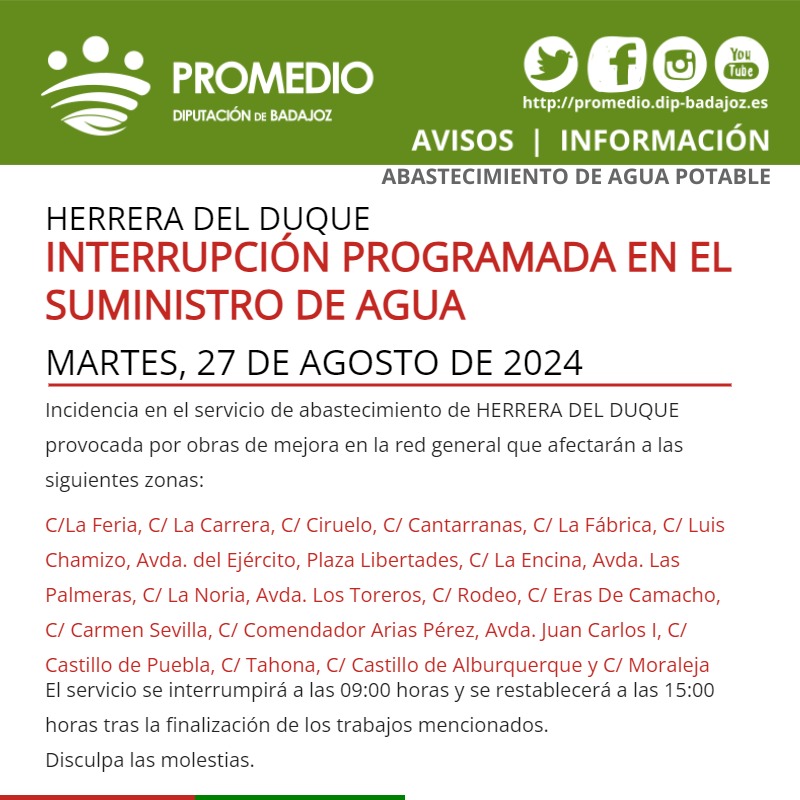 PROMEDIO
DIPUTACIÓN DE BADAJOZ
You
Tube
http://promedio.dip-badajoz.es
AVISOS | INFORMACIÓN
ABASTECIMIENTO DE AGUA POTABLE
HERRERA DEL DUQUE
INTERRUPCIÓN PROGRAMADA EN EL
SUMINISTRO DE AGUA
MARTES, 27 DE AGOSTO DE 2024
Incidencia en el servicio de abastecimiento de HERRERA DEL DUQUE
provocada por obras de mejora en la red general que afectarán a las
siguientes zonas:
C/La Feria, C/ La Carrera, C/ Ciruelo, C/ Cantarranas, C/ La Fábrica, C/ Luis
Chamizo, Avda. del Ejército, Plaza Libertades, C/ La Encina, Avda. Las
Palmeras, C/ La Noria, Avda. Los Toreros, C/ Rodeo, C/ Eras De Camacho,
C/ Carmen Sevilla, C/ Comendador Arias Pérez, Avda. Juan Carlos I, C/
Castillo de Puebla, C/ Tahona, C/ Castillo de Alburquerque y C/ Moraleja
El servicio se interrumpirá a las 09:00 horas y se restablecerá a las 15:00
horas tras la finalización de los trabajos mencionados.
Disculpa las molestias.